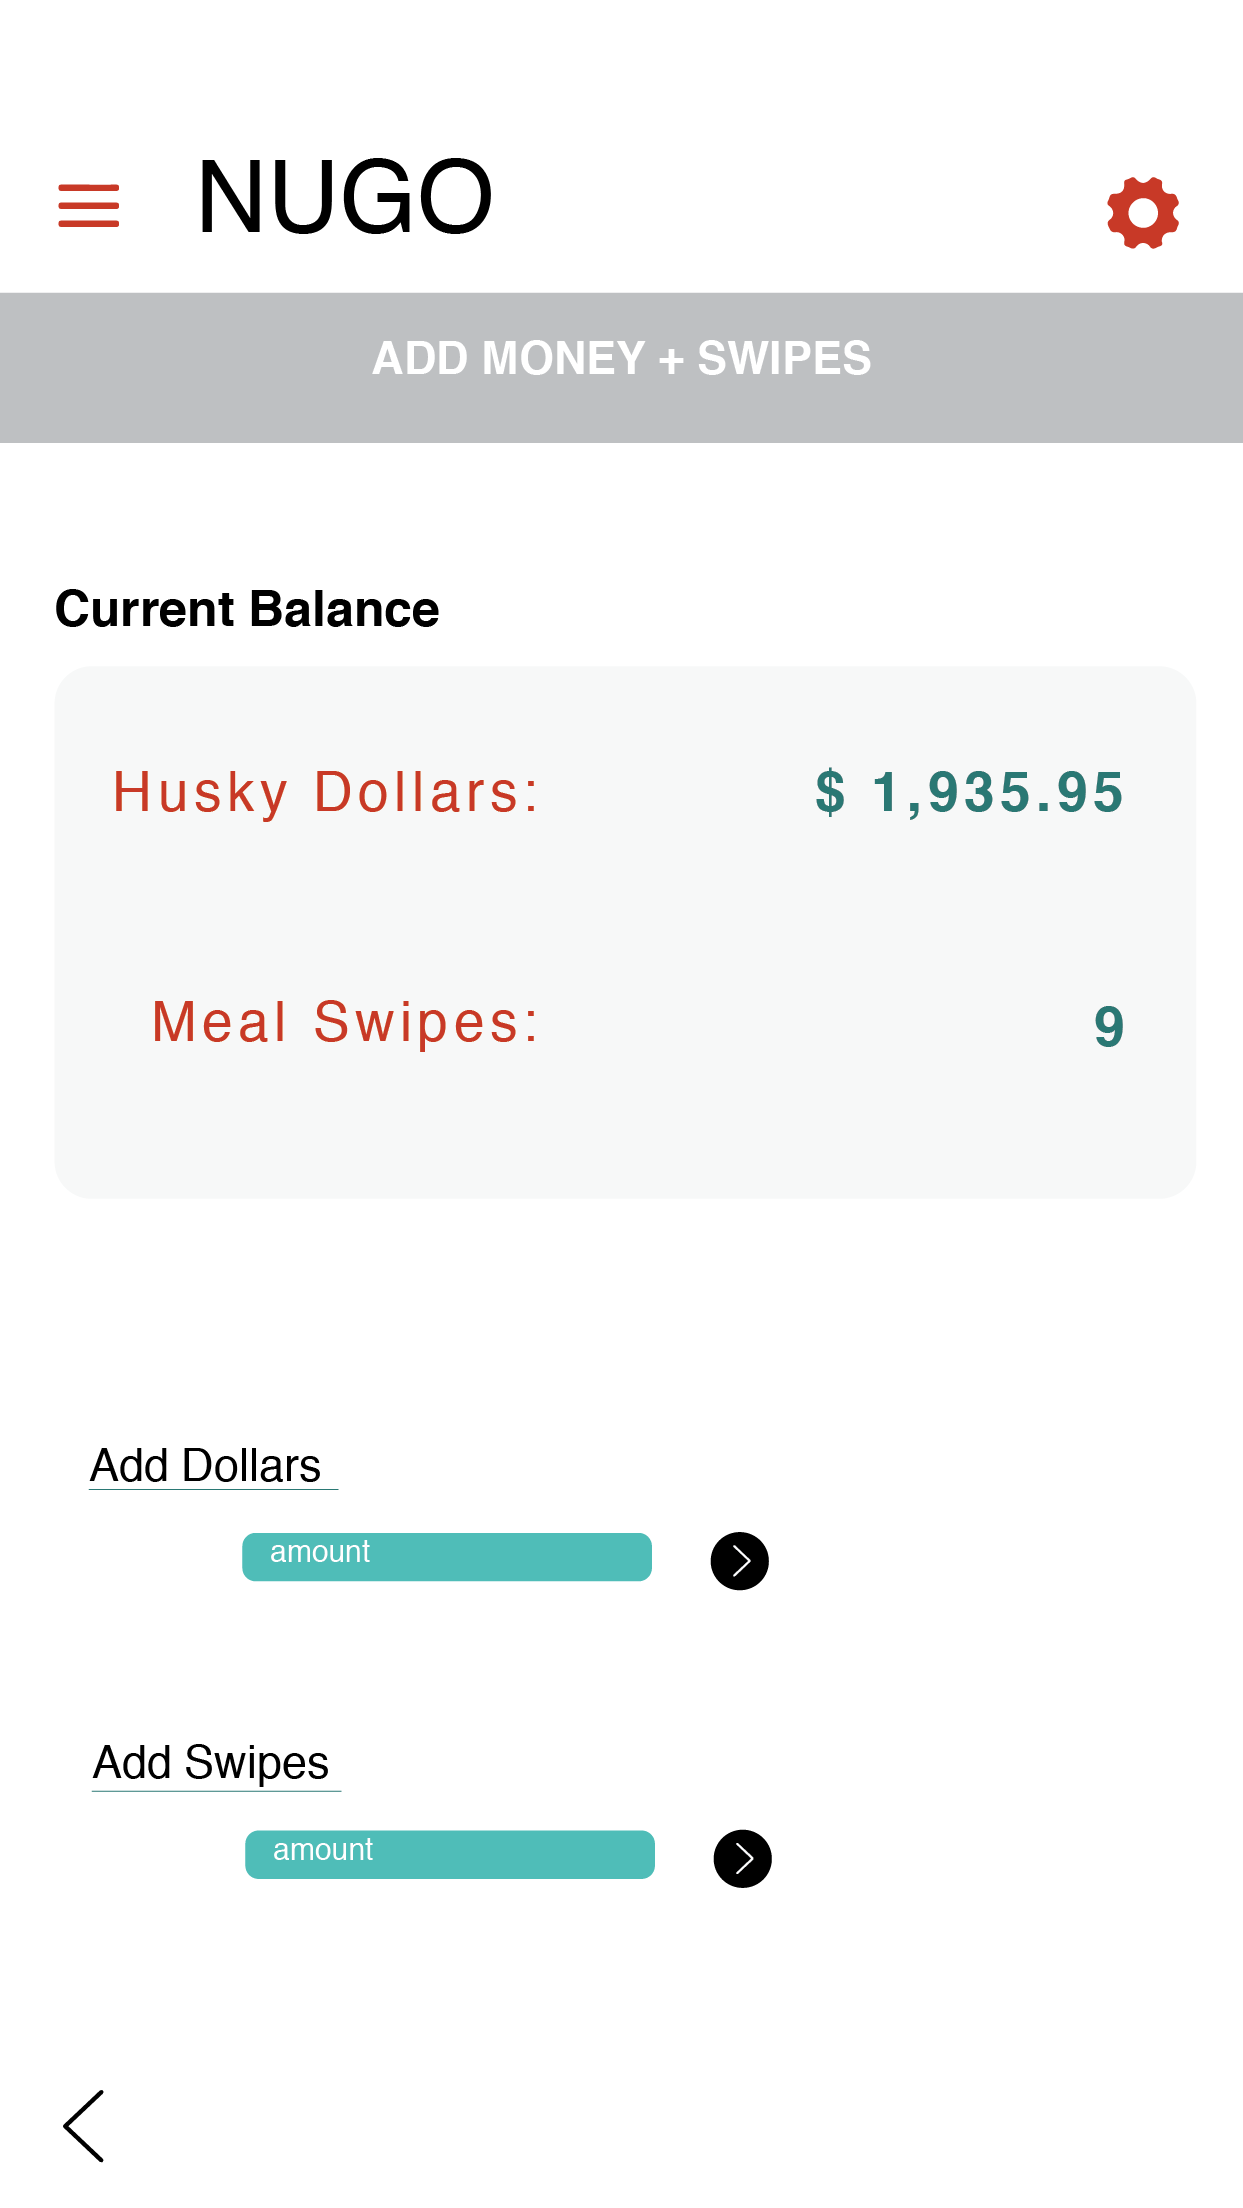 NUGO
ADD MONEY + SWIPES
Current Balance
Husky Dollars: $ 1,935.95
Meal Swipes: 9
Add Dollars
amount
Add Swipes
amount